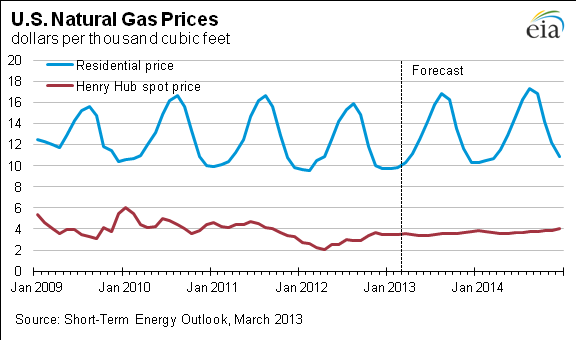 U.S. Natural Gas Prices
dollars per thousand cubic feet
eia
20
18
16
14
12
10
8
6
4
2
0
Residential price
Henry Hub spot price
Forecast
Jan 2009 Jan 2010 Jan 2011 Jan 2012 Jan 2013 Jan 2014
Source: Short-Term Energy Outlook, March 2013